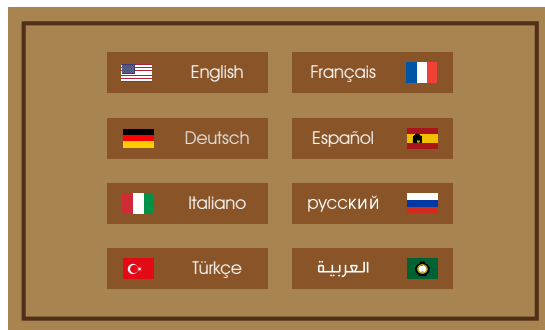 English
Français
Deutsch
Español
Italiano
русский
Türkçe
العربية